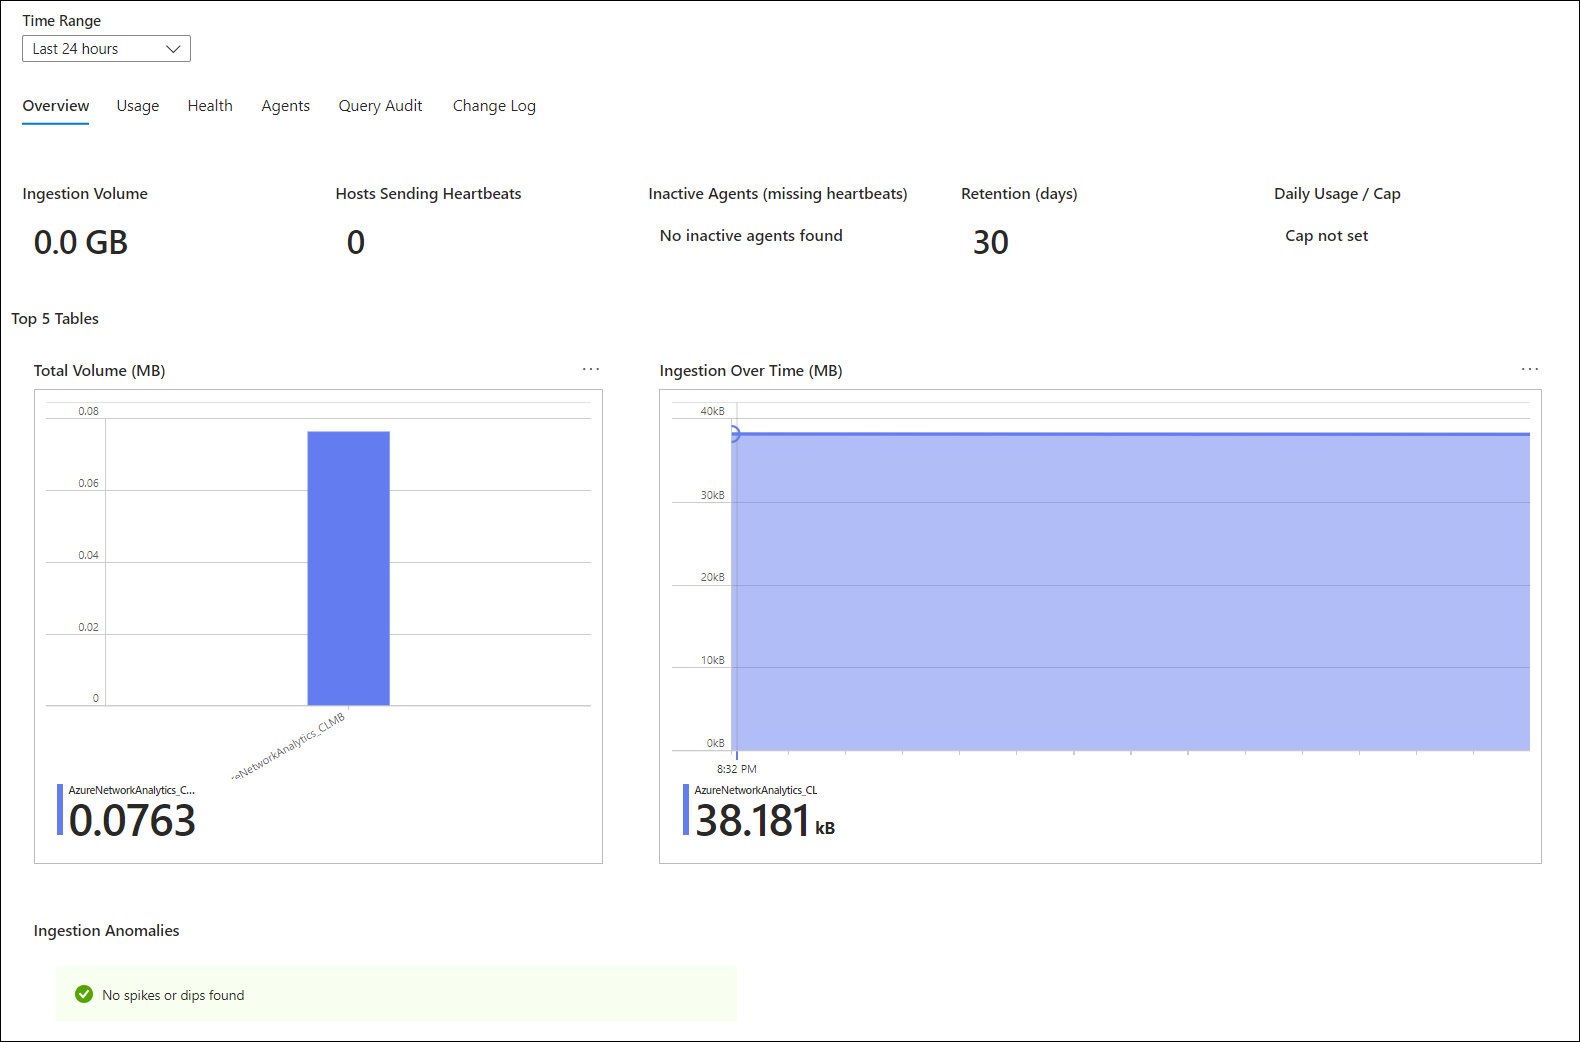 Time Range
Last 24 hours
Overview Usage Health Agents Query Audit Change Log
Ingestion Volume Hosts Sending Heartbeats Inactive Agents (missing heartbeats) Retention (days) Daily Usage / Cap
0.0 GB 0 No inactive agents found 30 Cap not set
Top 5 Tables
Total Volume (MB) ...
0.08
0.06
0.04
0.02
0
reNetworkAnalytics_CLMB
AzureNetworkAnalytics_C...
0.0763
Ingestion Over Time (MB) ...
40kB
30kB
20kB
10kB
0kB
8:32 PM
AzureNetworkAnalytics_CL
38.181 kB
Ingestion Anomalies
No spikes or dips found